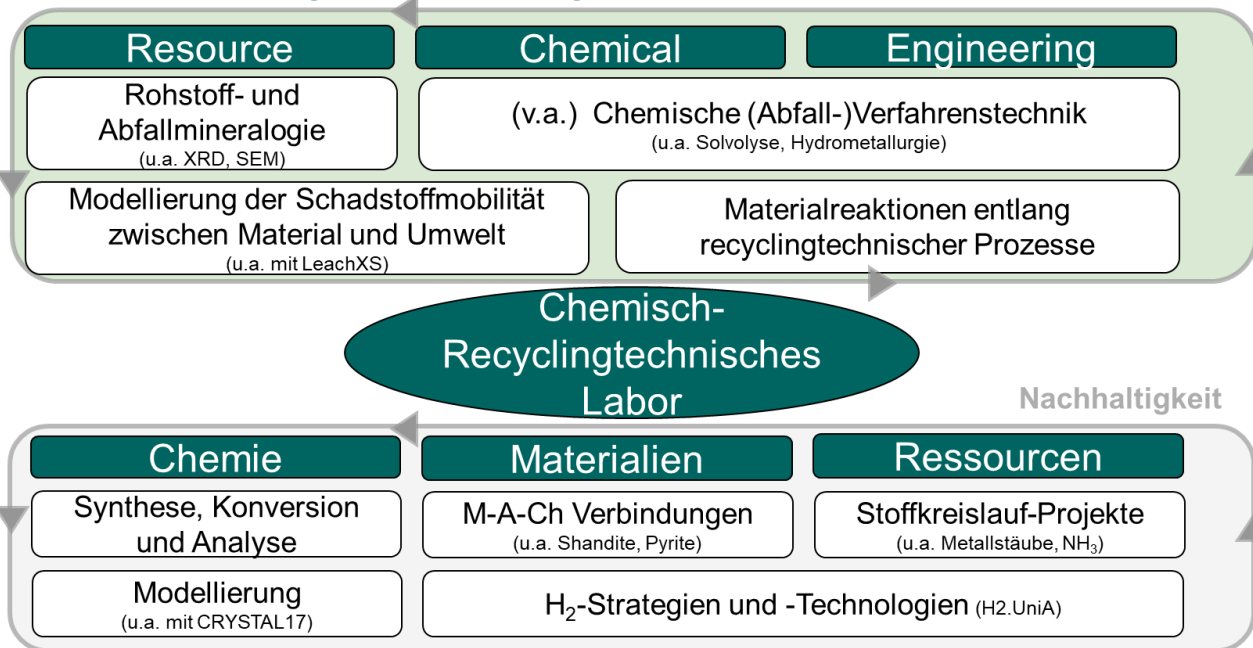 Resource
Chemical
Engineering
Rohstoff- und
Abfallmineralogie
(u.a. XRD, SEM)
(v.a.) Chemische (Abfall-)Verfahrenstechnik
(u.a. Solvolyse, Hydrometallurgie)
Modellierung der Schadstoffmobilität
zwischen Material und Umwelt
(u.a. mit LeachXS)
Materialreaktionen entlang
recyclingtechnischer Prozesse
Chemisch-
Recyclingtechnisches
Labor
Nachhaltigkeit
Chemie
Materialien
Ressourcen
Synthese, Konversion
und Analyse
M-A-Ch Verbindungen
(u.a. Shandite, Pyrite)
Stoffkreislauf-Projekte
(u.a. Metallstäube, NH₃)
Modellierung
(u.a. mit CRYSTAL17)
H₂-Strategien und -Technologien (H2.UniA)